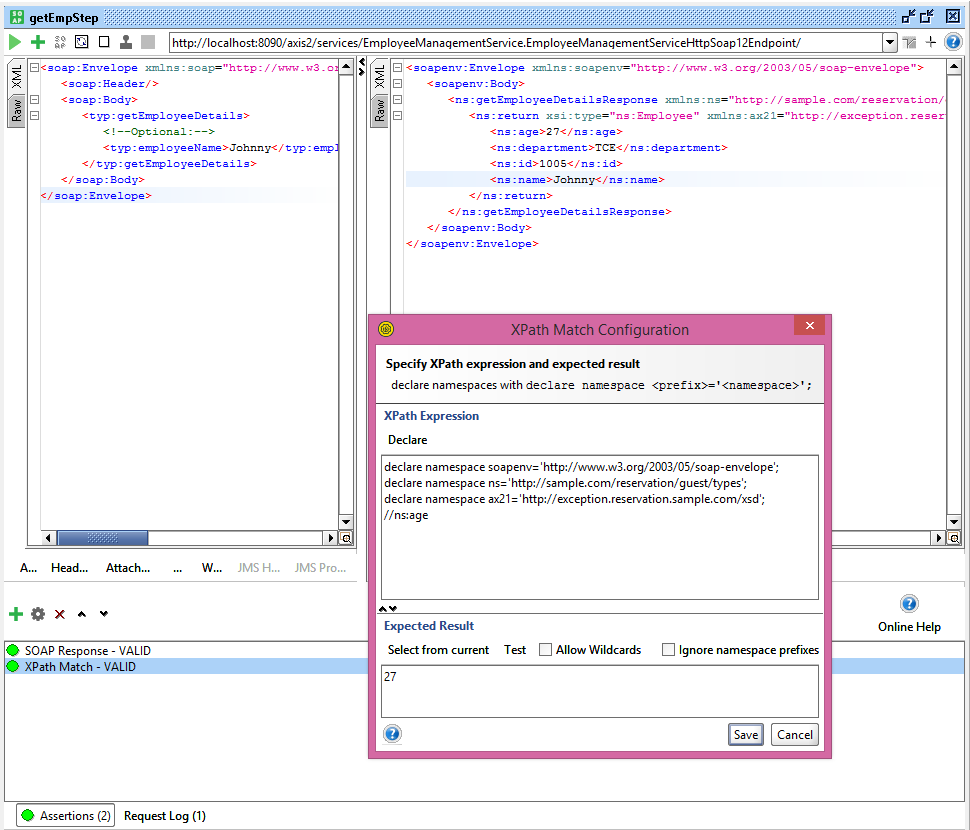 getEmpStep
http://localhost:8090/axis2/services/EmployeeManagementService.EmployeeManagementServiceHttpSoap12Endpoint/
XML
Raw
<soap:Envelope xmlns:soap="http://www.w3.or
<soap:Header/>
<soap:Body>
<typ:getEmployeeDetails>
<!--Optional:-->
<typ:employeeName>Johnny</typ:empl
</typ:getEmployeeDetails>
</soap:Body>
</soap:Envelope>
XML
Raw
<soapenv:Envelope xmlns:soapenv="http://www.w3.org/2003/05/soap-envelope">
<soapenv:Body>
<ns:getEmployeeDetailsResponse xmlns:ns="http://sample.com/reservation/
<ns:return xsi:type="ns:Employee" xmlns:ax21="http://exception.reser
<ns:age>27</ns:age>
<ns:department>TCE</ns:department>
<ns:id>1005</ns:id>
<ns:name>Johnny</ns:name>
</ns:return>
</ns:getEmployeeDetailsResponse>
</soapenv:Body>
</soapenv:Envelope>
A... Head... Attach... ... W... JMS H... JMS Pro...
Online Help
SOAP Response - VALID
XPath Match - VALID
XPath Match Configuration
Specify XPath expression and expected result
declare namespaces with declare namespace <prefix>='<namespace>';
XPath Expression
Declare
declare namespace soapenv='http://www.w3.org/2003/05/soap-envelope';
declare namespace ns='http://sample.com/reservation/guest/types';
declare namespace ax21='http://exception.reservation.sample.com/xsd';
//ns:age
Expected Result
Select from current Test Allow Wildcards Ignore namespace prefixes
27
Save Cancel
Assertions (2) Request Log (1)